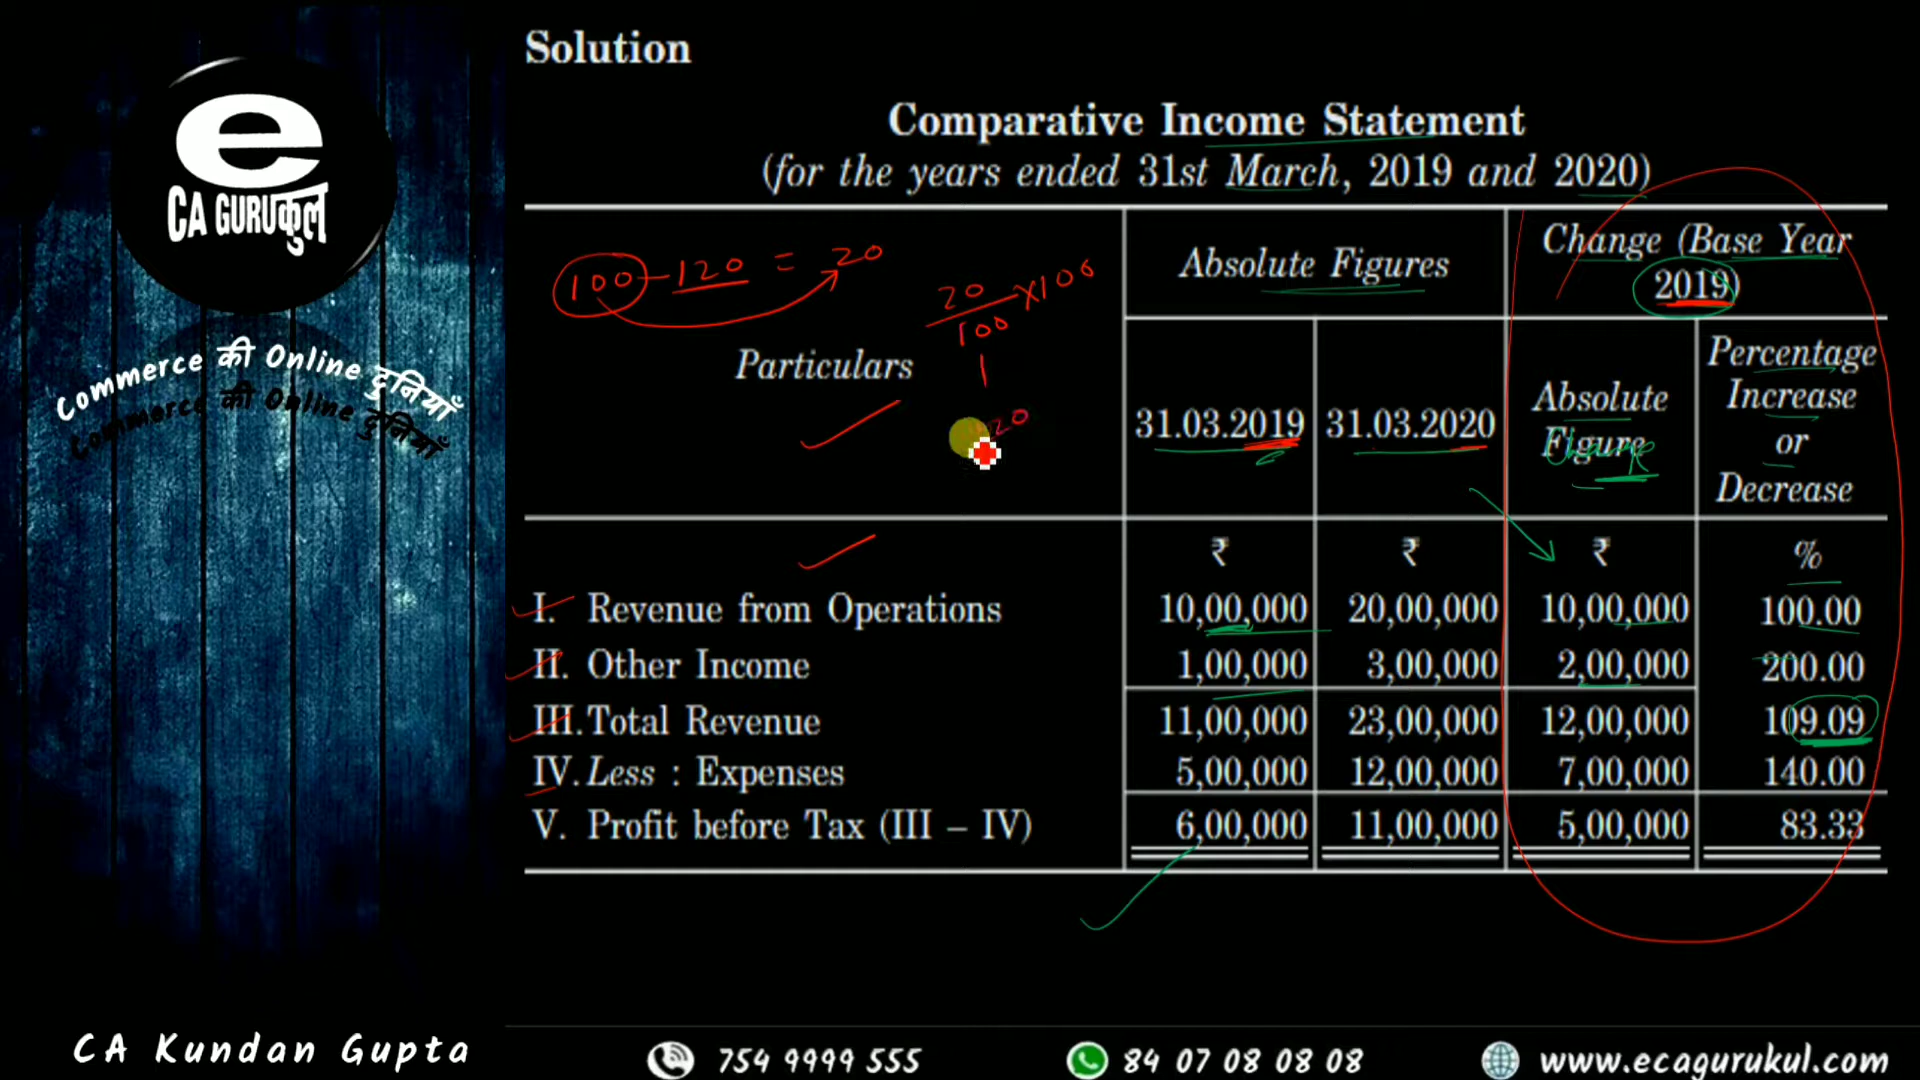 e
CA GURUकुल
Commerce की Online दुनियाँ
Solution
Comparative Income Statement
(for the years ended 31st March, 2019 and 2020)
Particulars
Absolute Figures
Change (Base Year 2019)
31.03.2019
31.03.2020
Absolute Figure
Percentage Increase or Decrease
100 - 120 = 20
20/100 × 100
20
₹ ₹ ₹ %
I. Revenue from Operations 10,00,000 20,00,000 10,00,000 100.00
II. Other Income 1,00,000 3,00,000 2,00,000 200.00
III. Total Revenue 11,00,000 23,00,000 12,00,000 109.09
IV. Less : Expenses 5,00,000 12,00,000 7,00,000 140.00
V. Profit before Tax (III – IV) 6,00,000 11,00,000 5,00,000 83.33
CA Kundan Gupta
754 9999 555
84 07 08 08 08
www.ecagurukul.com